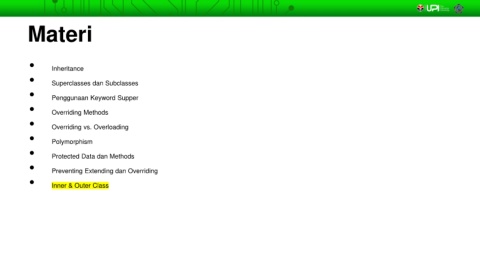 UPI
Materi
Inheritance
Superclasses dan Subclasses
Penggunaan Keyword Supper
Overriding Methods
Overriding vs. Overloading
Polymorphism
Protected Data dan Methods
Preventing Extending dan Overriding
Inner & Outer Class